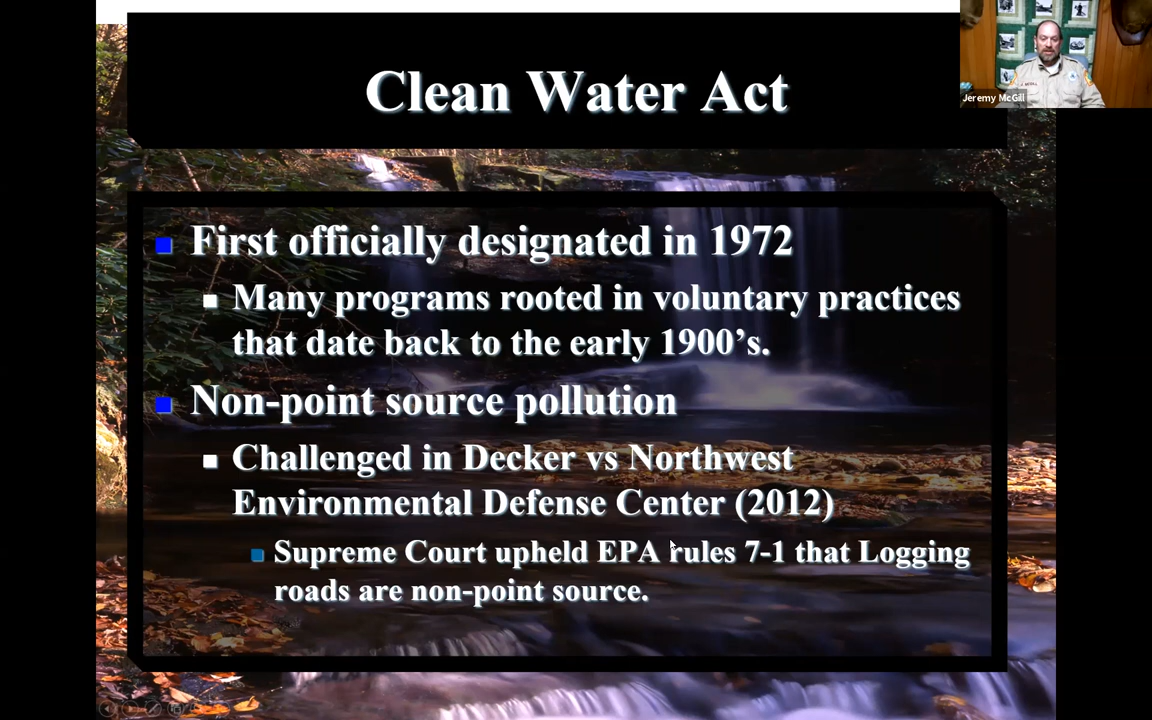 Clean Water Act
Jeremy McGill
First officially designated in 1972
Many programs rooted in voluntary practices
that date back to the early 1900’s.
Non-point source pollution
Challenged in Decker vs Northwest
Environmental Defense Center (2012)
Supreme Court upheld EPA rules 7-1 that Logging
roads are non-point source.